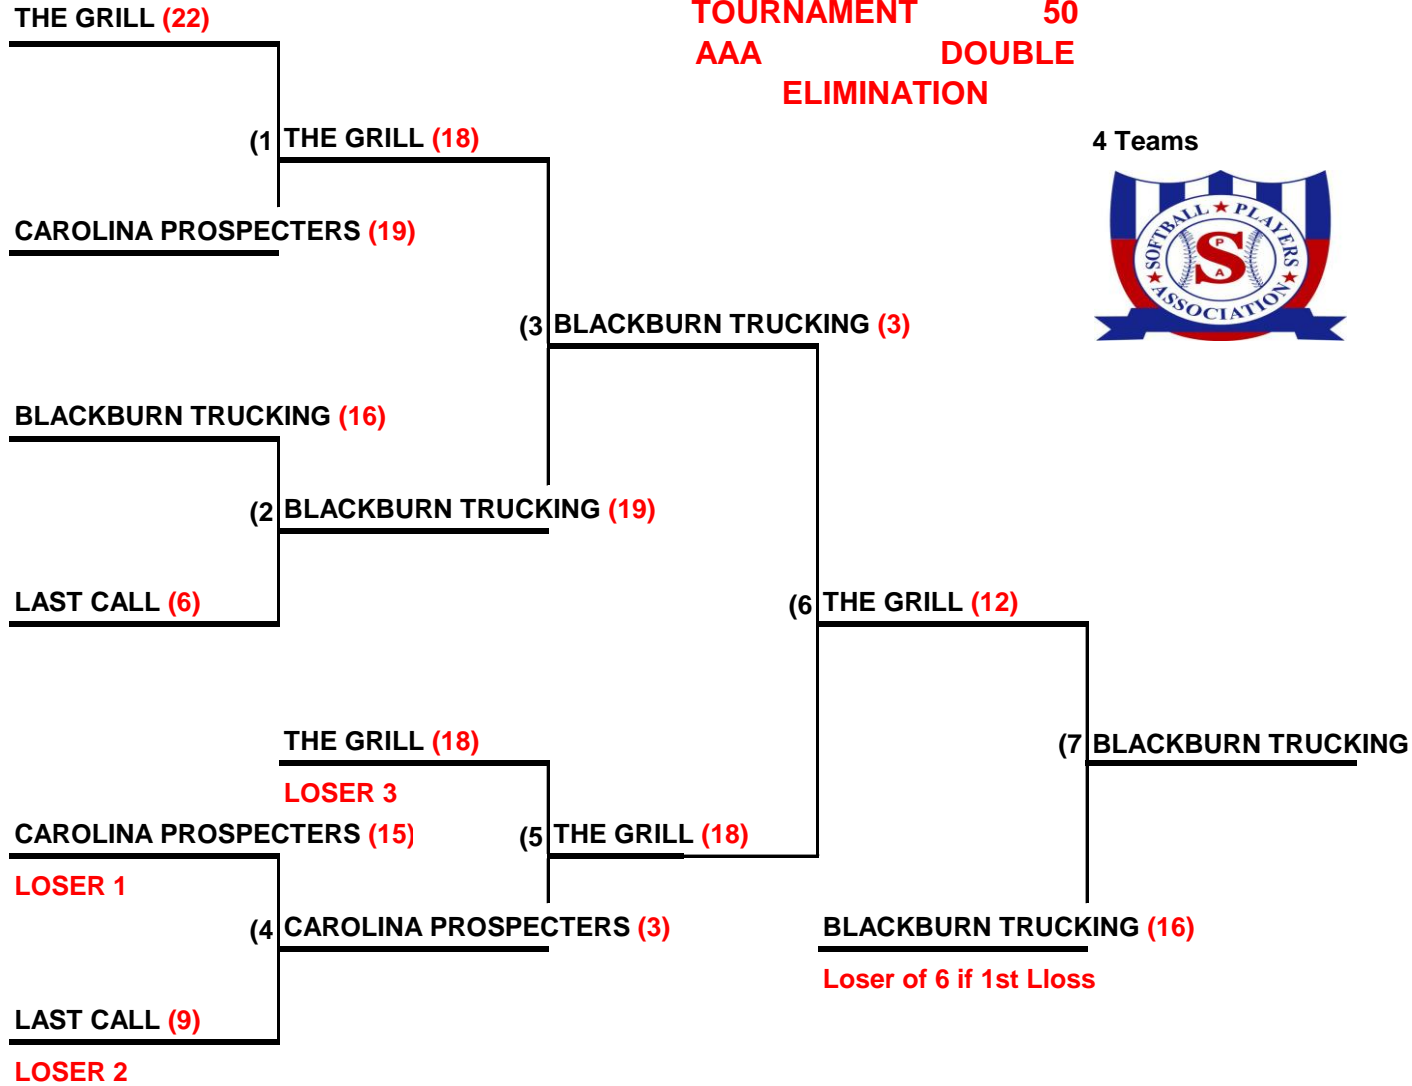 THE GRILL (22)
TOURNAMENT 50
AAA DOUBLE
ELIMINATION
(1 THE GRILL (18)
4 Teams
CAROLINA PROSPECTERS (19)
SOFTBALL ★ PLAYERS ★ ASSOCIATION ★
P
S
A
(3 BLACKBURN TRUCKING (3)
BLACKBURN TRUCKING (16)
(2 BLACKBURN TRUCKING (19)
LAST CALL (6)
(6 THE GRILL (12)
THE GRILL (18)
(7 BLACKBURN TRUCKING
LOSER 3
CAROLINA PROSPECTERS (15)
(5 THE GRILL (18)
LOSER 1
(4 CAROLINA PROSPECTERS (3)
BLACKBURN TRUCKING (16)
Loser of 6 if 1st Lloss
LAST CALL (9)
LOSER 2